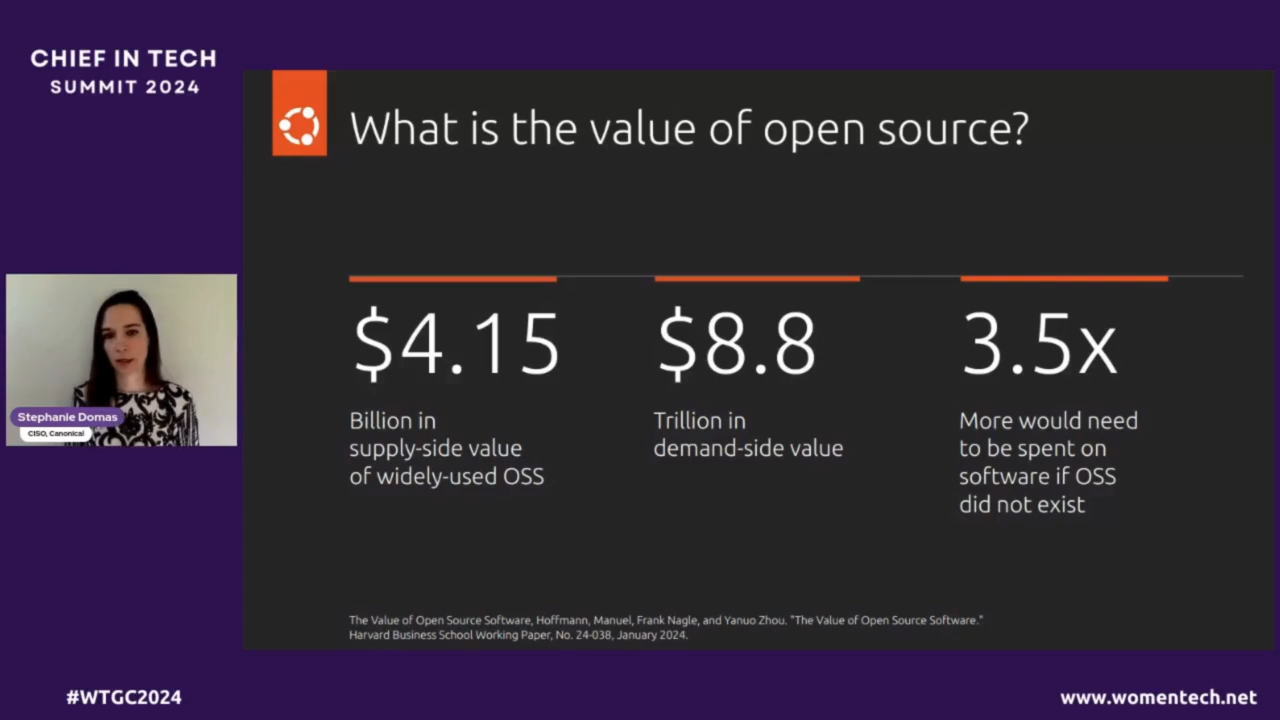 CHIEF IN TECH
SUMMIT 2024
What is the value of open source?
$4.15
Billion in
supply-side value
of widely-used OSS
$8.8
Trillion in
demand-side value
3.5x
More would need
to be spent on
software if OSS
did not exist
Stephanie Domas
CISO, Canonical
The Value of Open Source Software, Hoffmann, Manuel, Frank Nagle, and Yanuo Zhou. "The Value of Open Source Software."
Harvard Business School Working Paper, No. 24-038, January 2024.
#WTGC2024
www.womentech.net